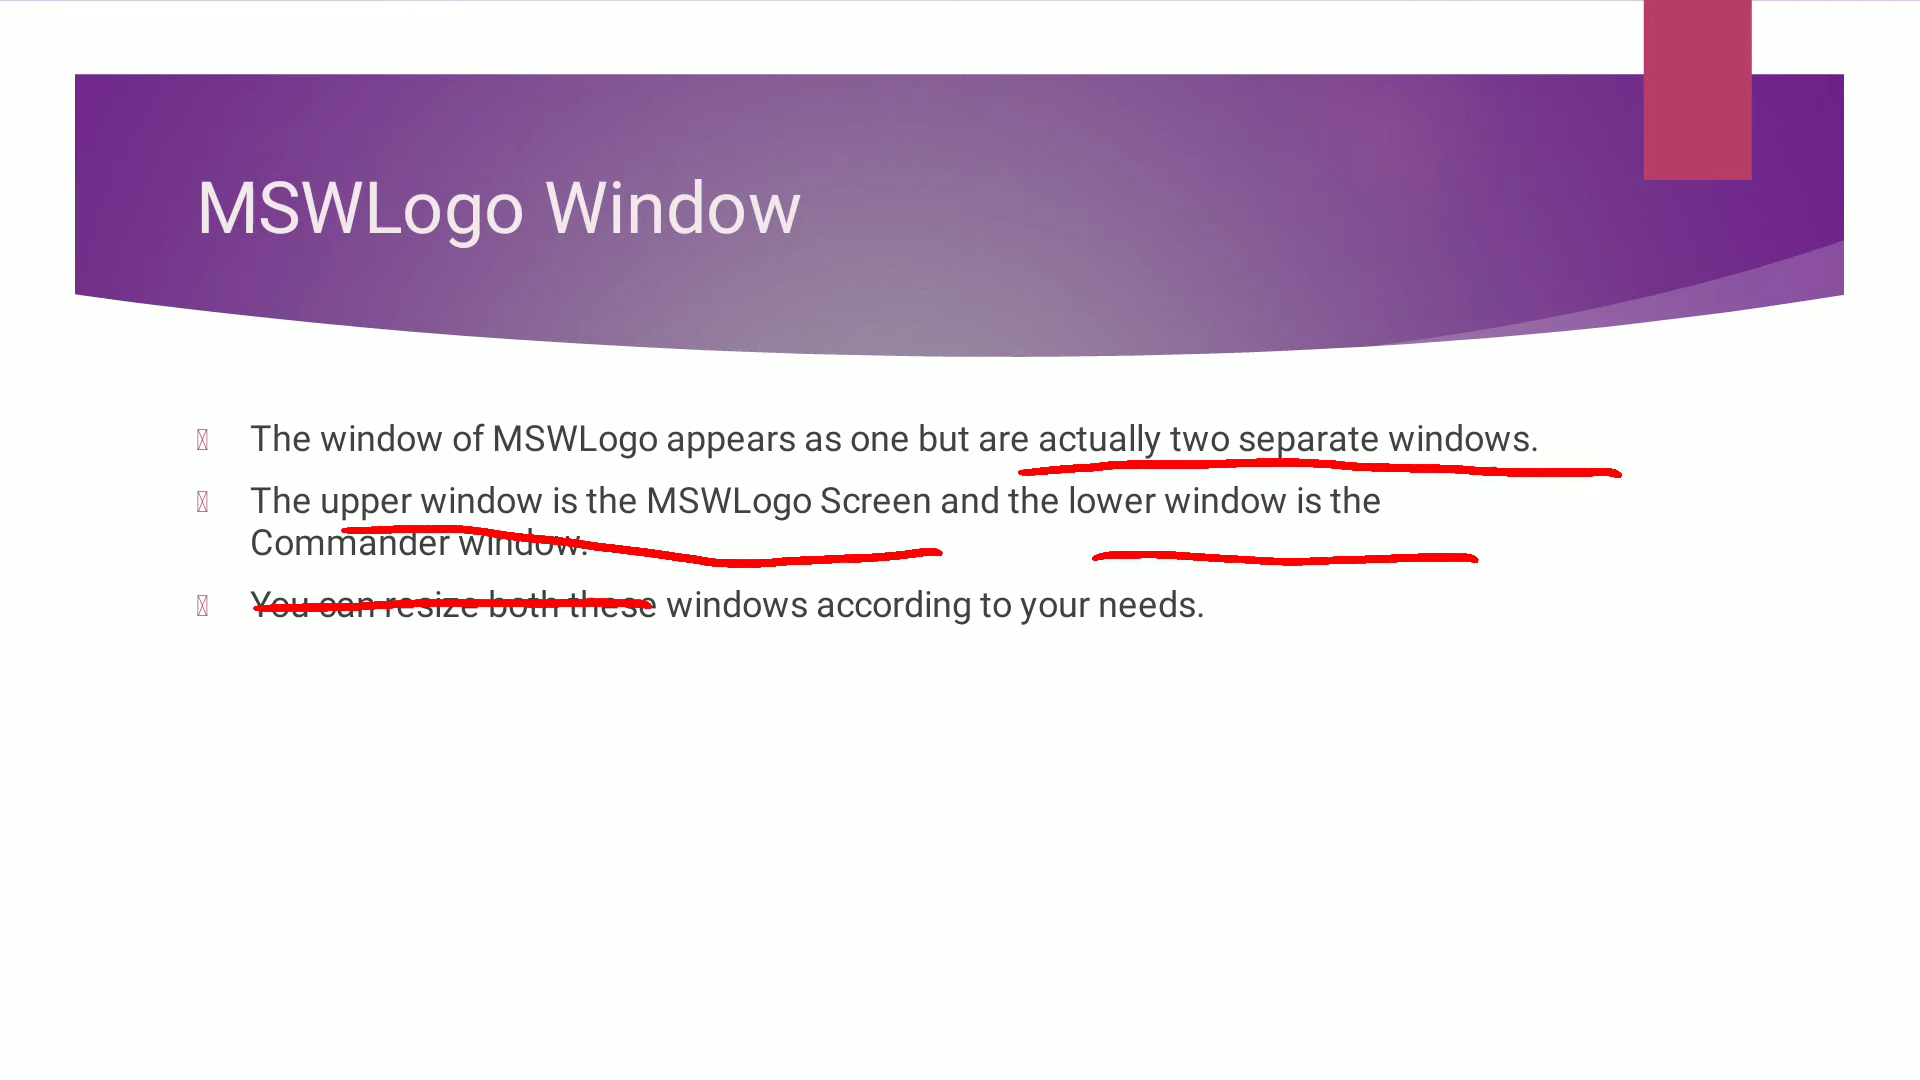 MSWLogo Window
The window of MSWLogo appears as one but are actually two separate windows.
The upper window is the MSWLogo Screen and the lower window is the
Commander window.
You can resize both these windows according to your needs.